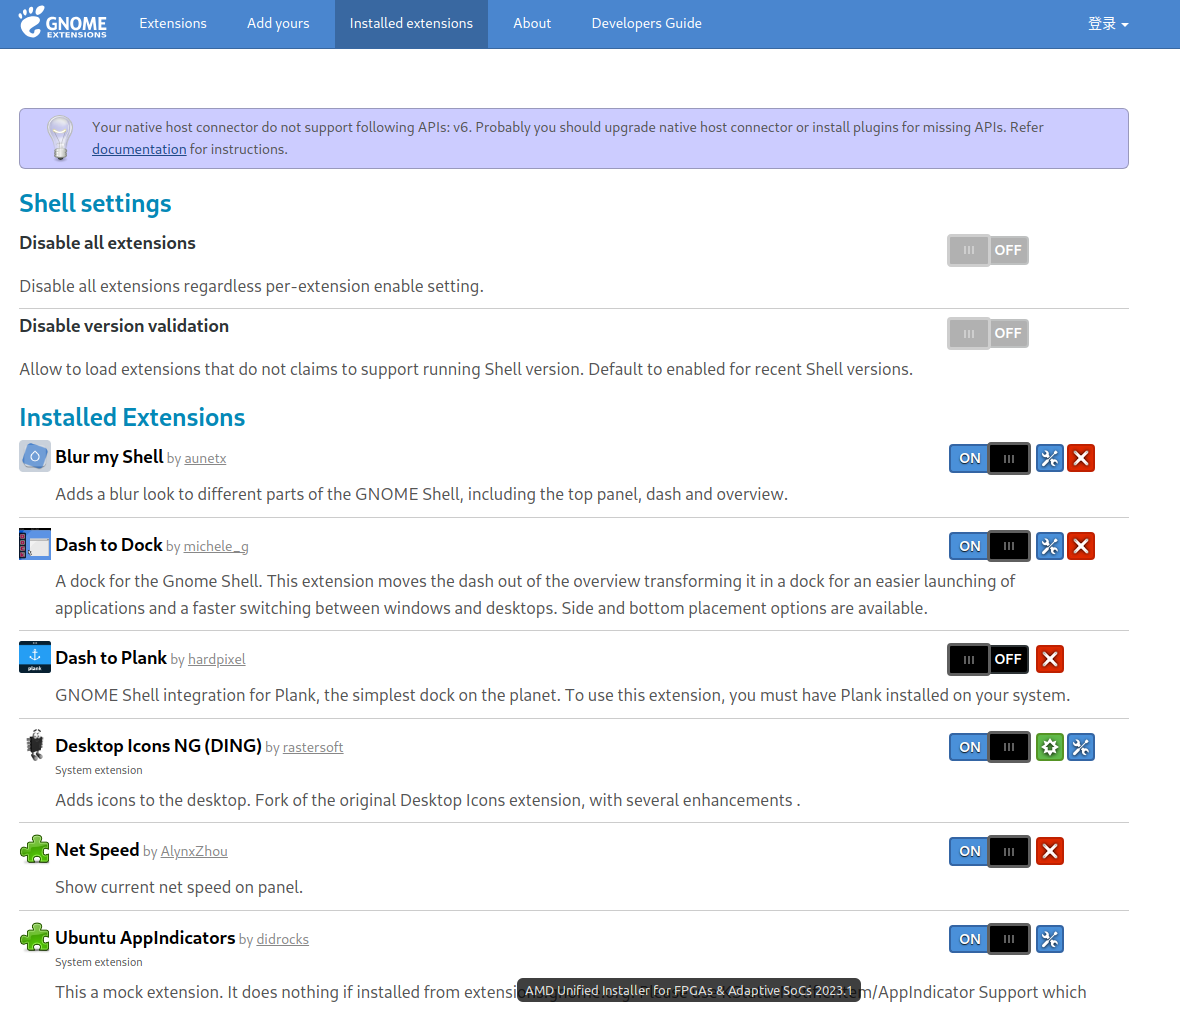 GNOME
EXTENSIONS
Extensions
Add yours
Installed extensions
About
Developers Guide
登录
Your native host connector do not support following APIs: v6. Probably you should upgrade native host connector or install plugins for missing APIs. Refer
documentation for instructions.
Shell settings
Disable all extensions
OFF
Disable all extensions regardless per-extension enable setting.
Disable version validation
OFF
Allow to load extensions that do not claims to support running Shell version. Default to enabled for recent Shell versions.
Installed Extensions
Blur my Shell by aunetx
ON
Adds a blur look to different parts of the GNOME Shell, including the top panel, dash and overview.
Dash to Dock by michele_g
ON
A dock for the Gnome Shell. This extension moves the dash out of the overview transforming it in a dock for an easier launching of
applications and a faster switching between windows and desktops. Side and bottom placement options are available.
plank
Dash to Plank by hardpixel
OFF
GNOME Shell integration for Plank, the simplest dock on the planet. To use this extension, you must have Plank installed on your system.
Desktop Icons NG (DING) by rastersoft
ON
System extension
Adds icons to the desktop. Fork of the original Desktop Icons extension, with several enhancements .
Net Speed by AlynxZhou
ON
Show current net speed on panel.
Ubuntu AppIndicators by didrocks
ON
System extension
This a mock extension. It does nothing if installed from /AppIndicator Support which
AMD Unified Installer for FPGAs & Adaptive SoCs 2023.1